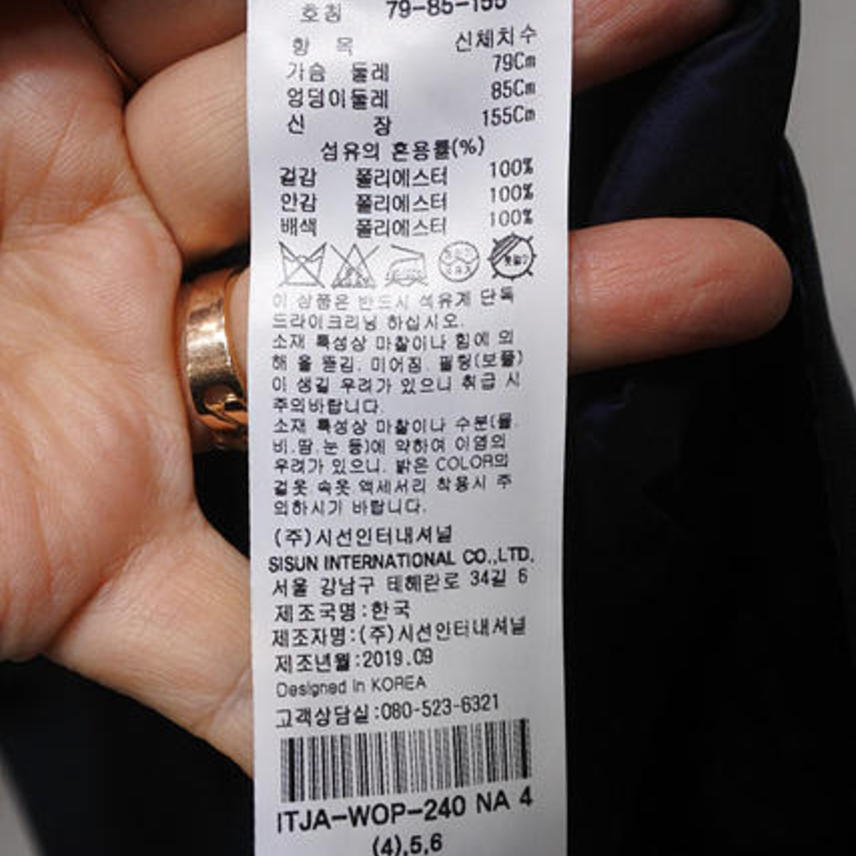 호칭 79-85-155
항 목 신체치수
가슴 둘레 79Cm
엉덩이둘레 85Cm
신 장 155Cm
섬유의 혼용률(%)
겉감 폴리에스터 100%
안감 폴리에스터 100%
배색 폴리에스터 100%
이 상품은 반드시 석유계 단독
드라이크리닝 하십시오.
소재 특성상 마찰이나 힘에 의
해 올 뜯김, 미어짐, 필링(보풀)
이 생길 우려가 있으니 취급 시
주의바랍니다.
소재 특성상 마찰이나 수분(물,
비,땀,눈 등)에 약하여 이염의
우려가 있으니, 밝은 COLOR의
겉옷 속옷 액세서리 착용시 주
의하시기 바랍니다.
(주)시선인터내셔널
SISUN INTERNATIONAL CO.,LTD.
서울 강남구 테헤란로 34길 6
제조국명:한국
제조자명:(주)시선인터내셔널
제조년월:2019.09
Designed in KOREA
고객상담실:080-523-6321
ITJA-WOP-240 NA 4
(4),5,6